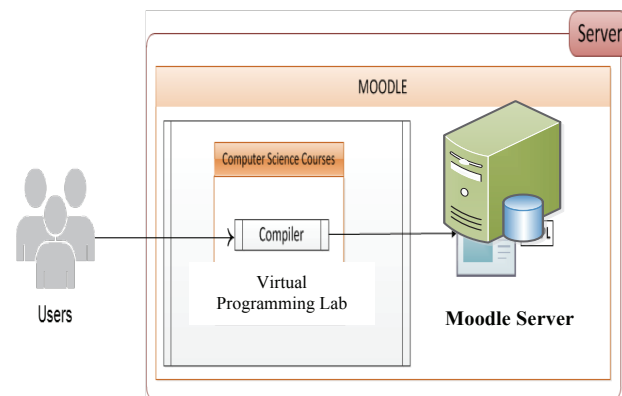 Server
MOODLE
Computer Science Courses
Compiler
Virtual
Programming Lab
Users
Moodle Server